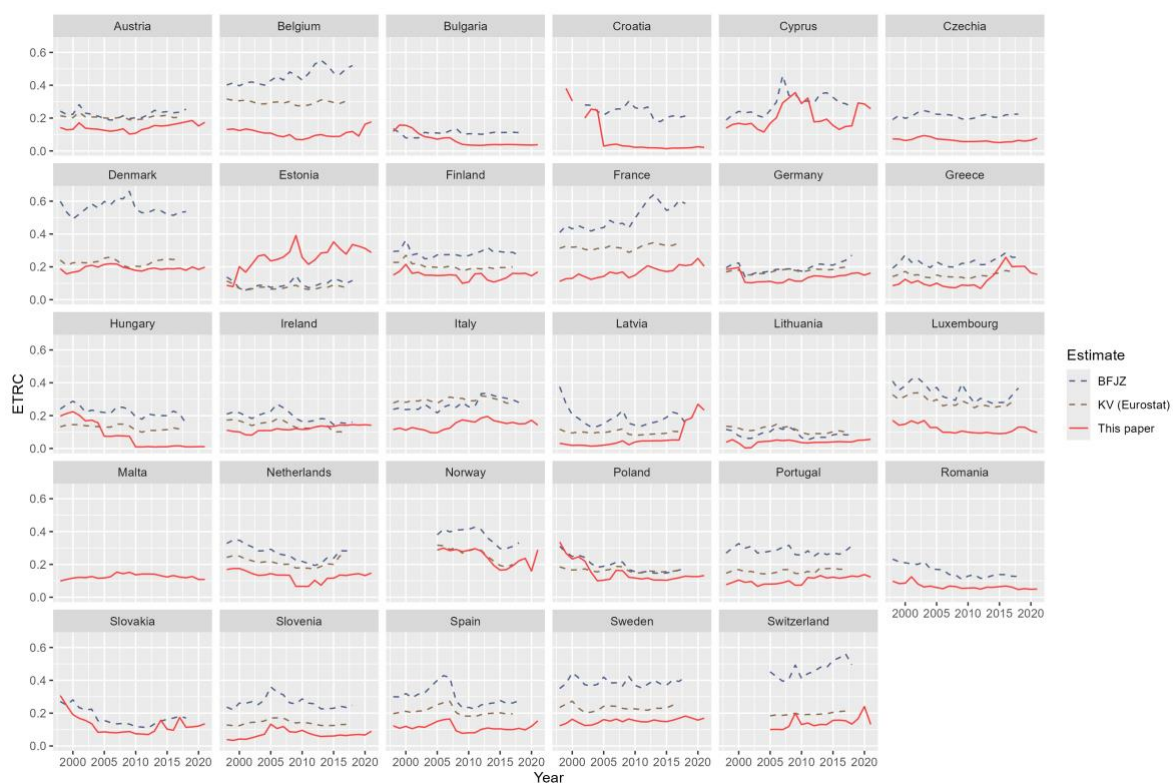 Austria Belgium Bulgaria Croatia Cyprus Czechia
0.6
0.4
0.2
0.0
Denmark Estonia Finland France Germany Greece
0.6
0.4
0.2
0.0
Hungary Ireland Italy Latvia Lithuania Luxembourg
0.6
0.4
0.2
0.0
ETRC
Estimate
BFJZ
KV (Eurostat)
This paper
Malta Netherlands Norway Poland Portugal Romania
0.6
0.4
0.2
0.0
2000 2005 2010 2015 2020
Slovakia Slovenia Spain Sweden Switzerland
0.6
0.4
0.2
0.0
2000 2005 2010 2015 2020 2000 2005 2010 2015 2020 2000 2005 2010 2015 2020 2000 2005 2010 2015 2020 2000 2005 2010 2015 2020
Year